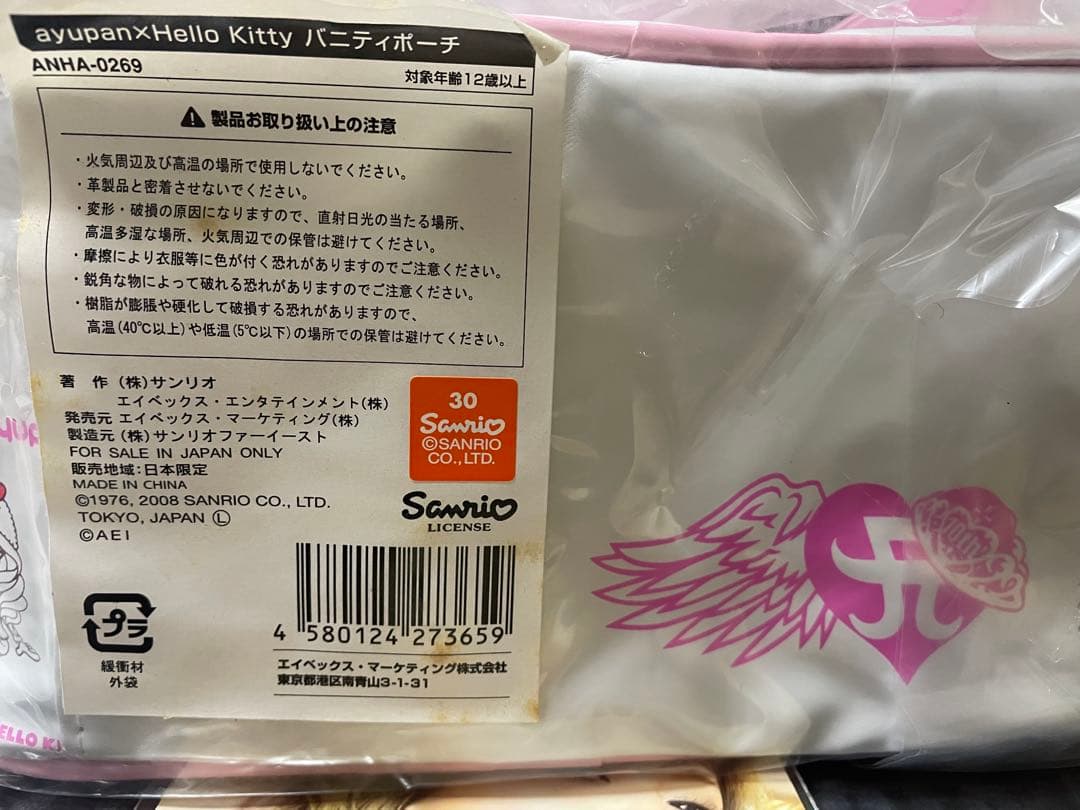 ayupan×Hello Kitty バニティポーチ
ANHA-0269
対象年齢12歳以上
製品お取り扱い上の注意
・火気周辺及び高温の場所で使用しないでください。
・革製品と密着させないでください。
・変形・破損の原因になりますので、直射日光の当たる場所、
高温多湿な場所、火気周辺での保管は避けてください。
・摩擦により衣服等に色が付く恐れがありますのでご注意ください。
・鋭角な物によって破れる恐れがありますのでご注意ください。
・樹脂が膨脹や硬化して破損する恐れがありますので、
高温(40℃以上)や低温(5℃以下)の場所での保管は避けてください。
著 作 (株)サンリオ
エイベックス・エンタテインメント(株)
発売元 エイベックス・マーケティング(株)
製造元 (株)サンリオファーイースト
FOR SALE IN JAPAN ONLY
販売地域:日本限定
MADE IN CHINA
©1976, 2008 SANRIO CO., LTD.
TOKYO, JAPAN Ⓛ
©AEI
30
Sanrio
©SANRIO
CO.,LTD.
Sanrio
LICENSE
プラ
緩衝材
外袋
4 580124 273659
エイベックス・マーケティング株式会社
東京都港区南青山3-1-31
A
ELLO KI